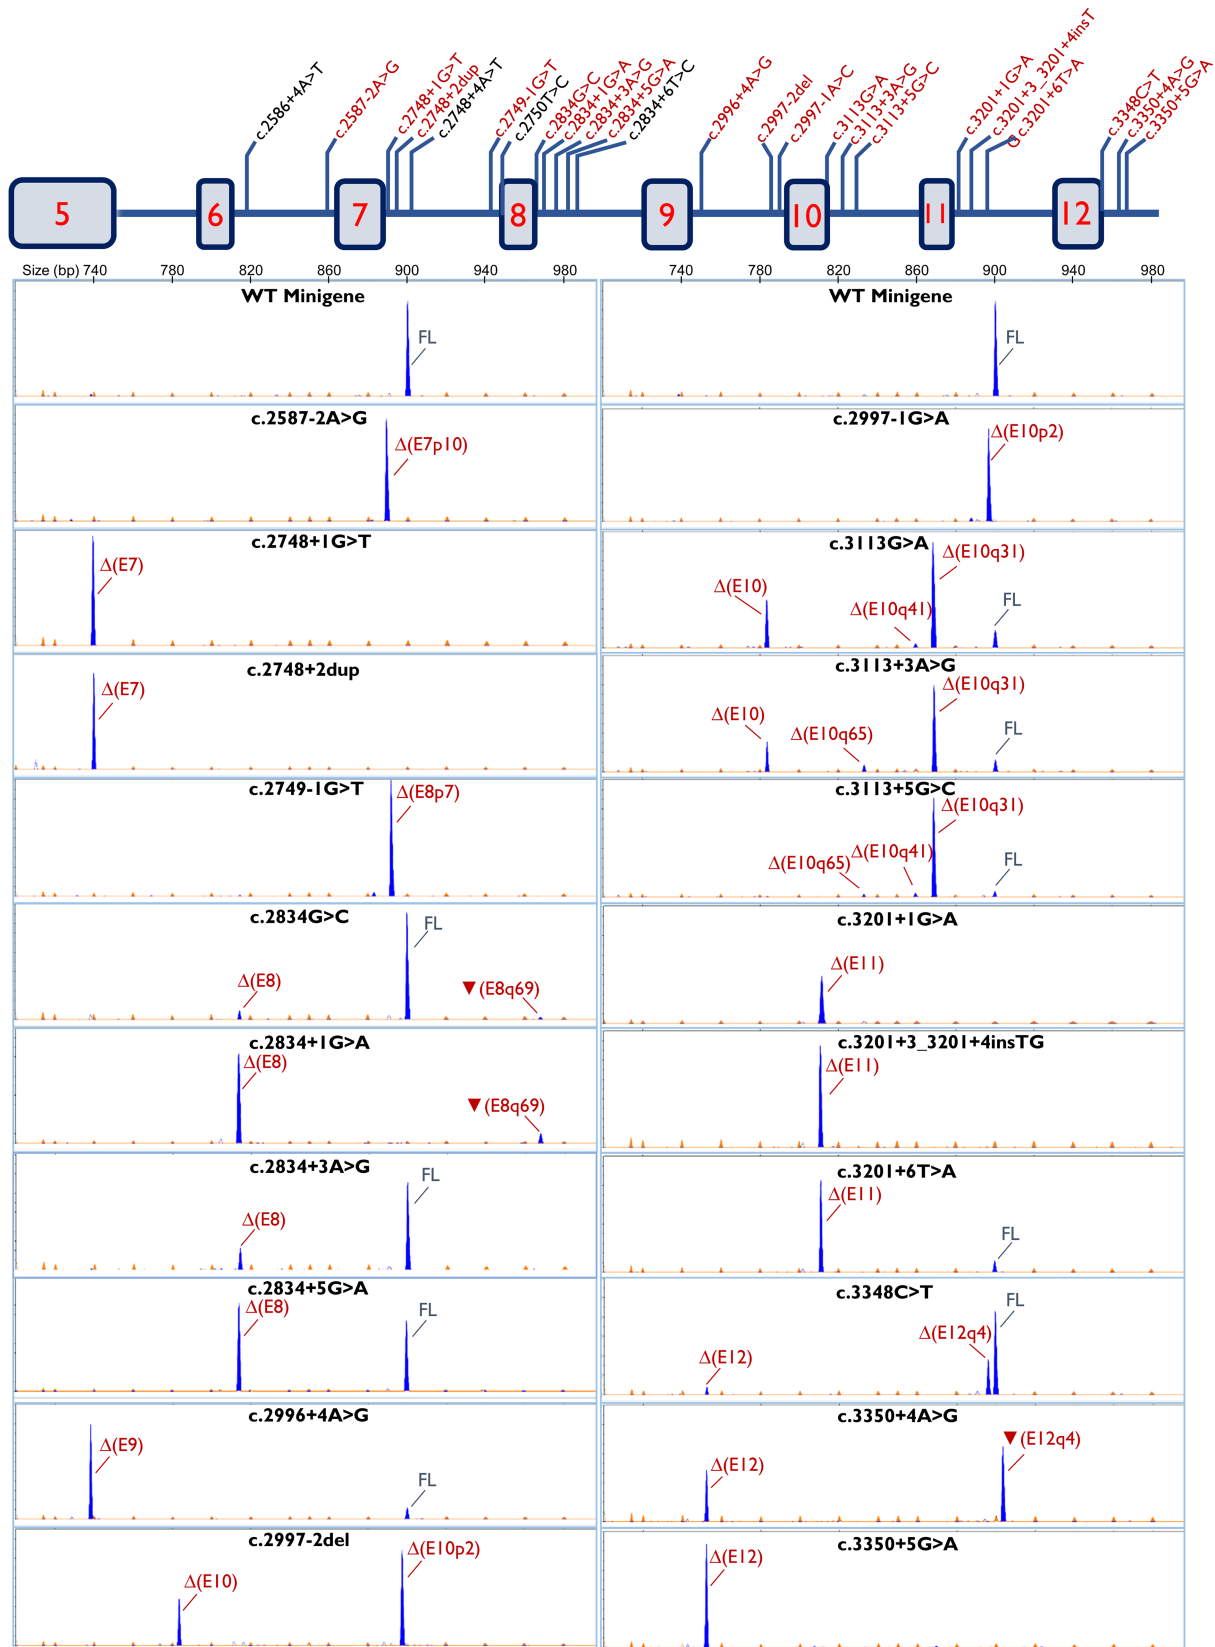 c.2586+4A>T
c.2587-2A>G
c.2748+1G>T
c.2748+2dup
c.2748+4A>T
c.2749-1G>T
c.2750T>C
c.2834G>C
c.2834+1G>A
c.2834+3A>G
c.2834+5G>A
c.2834+6T>C
c.2996+4A>G
c.2997-2del
c.2997-1A>C
c.3113G>A
c.3113+3A>G
c.3113+5G>C
c.3201+1G>A
c.3201+3_3201+4insT
G
c.3201+6T>A
c.3348C>T
c.3350+4A>G
c.3350+5G>A
5 6 7 8 9 10 11 12
Size (bp) 740 780 820 860 900 940 980
740 780 820 860 900 940 980
WT Minigene
FL
c.2587-2A>G
Δ(E7p10)
c.2748+1G>T
Δ(E7)
c.2748+2dup
Δ(E7)
c.2749-1G>T
Δ(E8p7)
c.2834G>C
FL
Δ(E8)
▼(E8q69)
c.2834+1G>A
Δ(E8)
▼(E8q69)
c.2834+3A>G
FL
Δ(E8)
c.2834+5G>A
Δ(E8)
FL
c.2996+4A>G
Δ(E9)
FL
c.2997-2del
Δ(E10p2)
Δ(E10)
WT Minigene
FL
c.2997-1G>A
Δ(E10p2)
c.3113G>A
Δ(E10q31)
Δ(E10)
Δ(E10q41)
FL
c.3113+3A>G
Δ(E10q31)
Δ(E10)
Δ(E10q65)
FL
c.3113+5G>C
Δ(E10q31)
Δ(E10q65)
Δ(E10q41)
FL
c.3201+1G>A
Δ(E11)
c.3201+3_3201+4insTG
Δ(E11)
c.3201+6T>A
Δ(E11)
FL
c.3348C>T
FL
Δ(E12q4)
Δ(E12)
c.3350+4A>G
▼(E12q4)
Δ(E12)
c.3350+5G>A
Δ(E12)